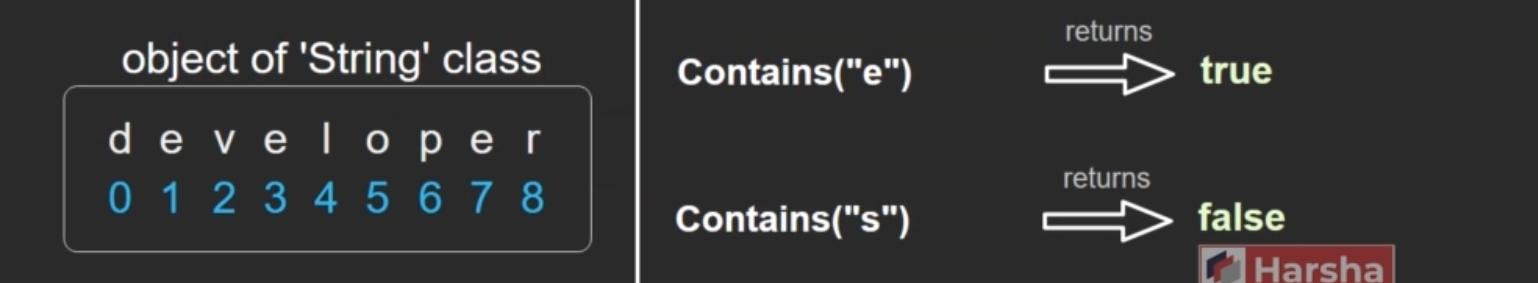 object of 'String' class
d e v e l o p e r
0 1 2 3 4 5 6 7 8
returns
Contains("e") true
returns
Contains("s") false
Harsha